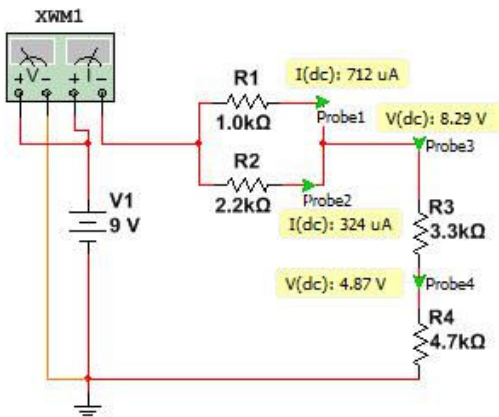 XWM1
+ V - + I -
R1
1.0kΩ
I(dc): 712 uA
Probe1
V(dc): 8.29 V
Probe3
R2
2.2kΩ
Probe2
I(dc): 324 uA
V1
9 V
R3
3.3kΩ
V(dc): 4.87 V
Probe4
R4
4.7kΩ